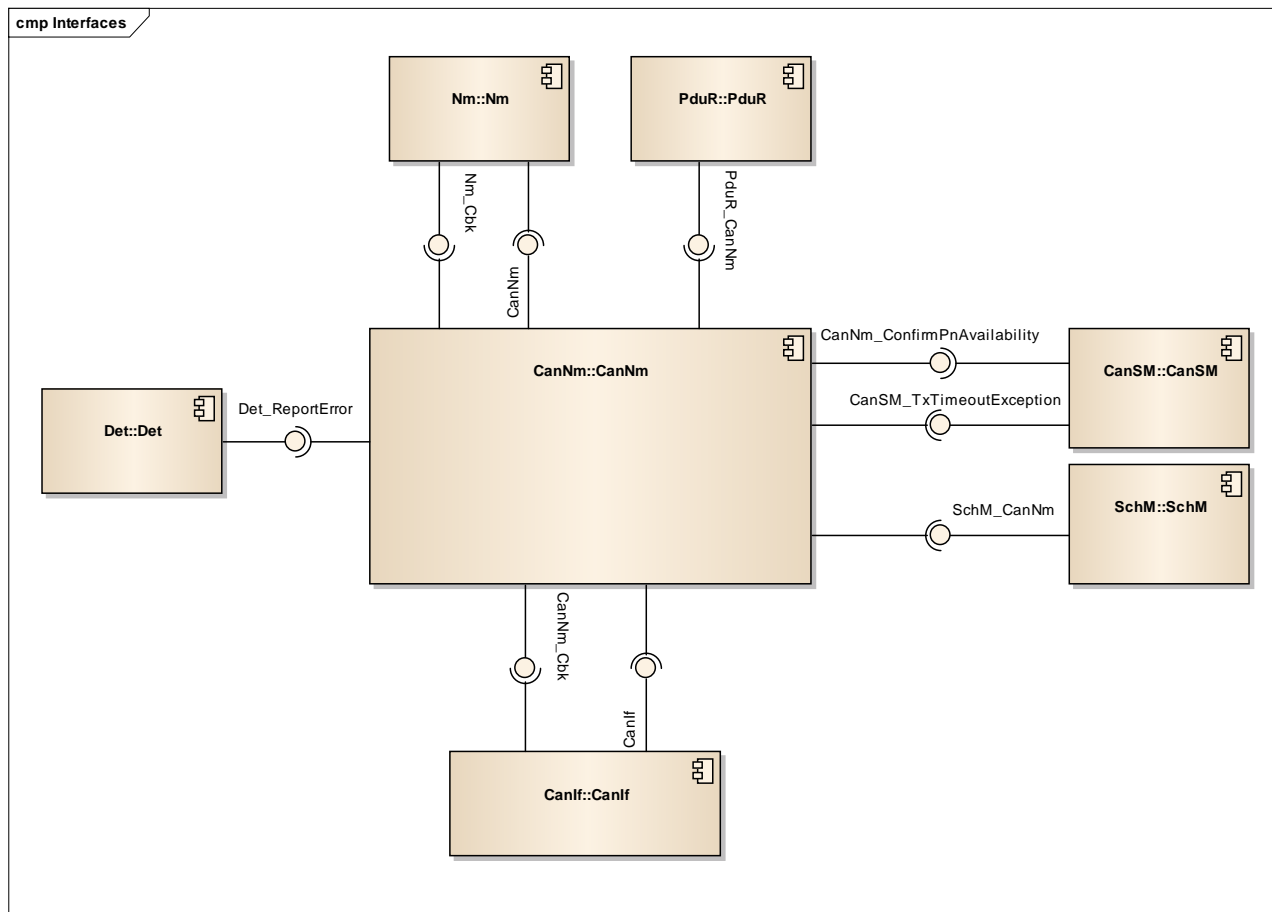 cmp Interfaces
Nm::Nm
PduR::PduR
Nm_Cbk
CanNm
PduR_CanNm
CanNm::CanNm
CanNm_ConfirmPnAvailability
CanSM::CanSM
CanSM_TxTimeoutException
Det::Det
Det_ReportError
SchM::SchM
SchM_CanNm
CanNm_Cbk
CanIf
CanIf::CanIf